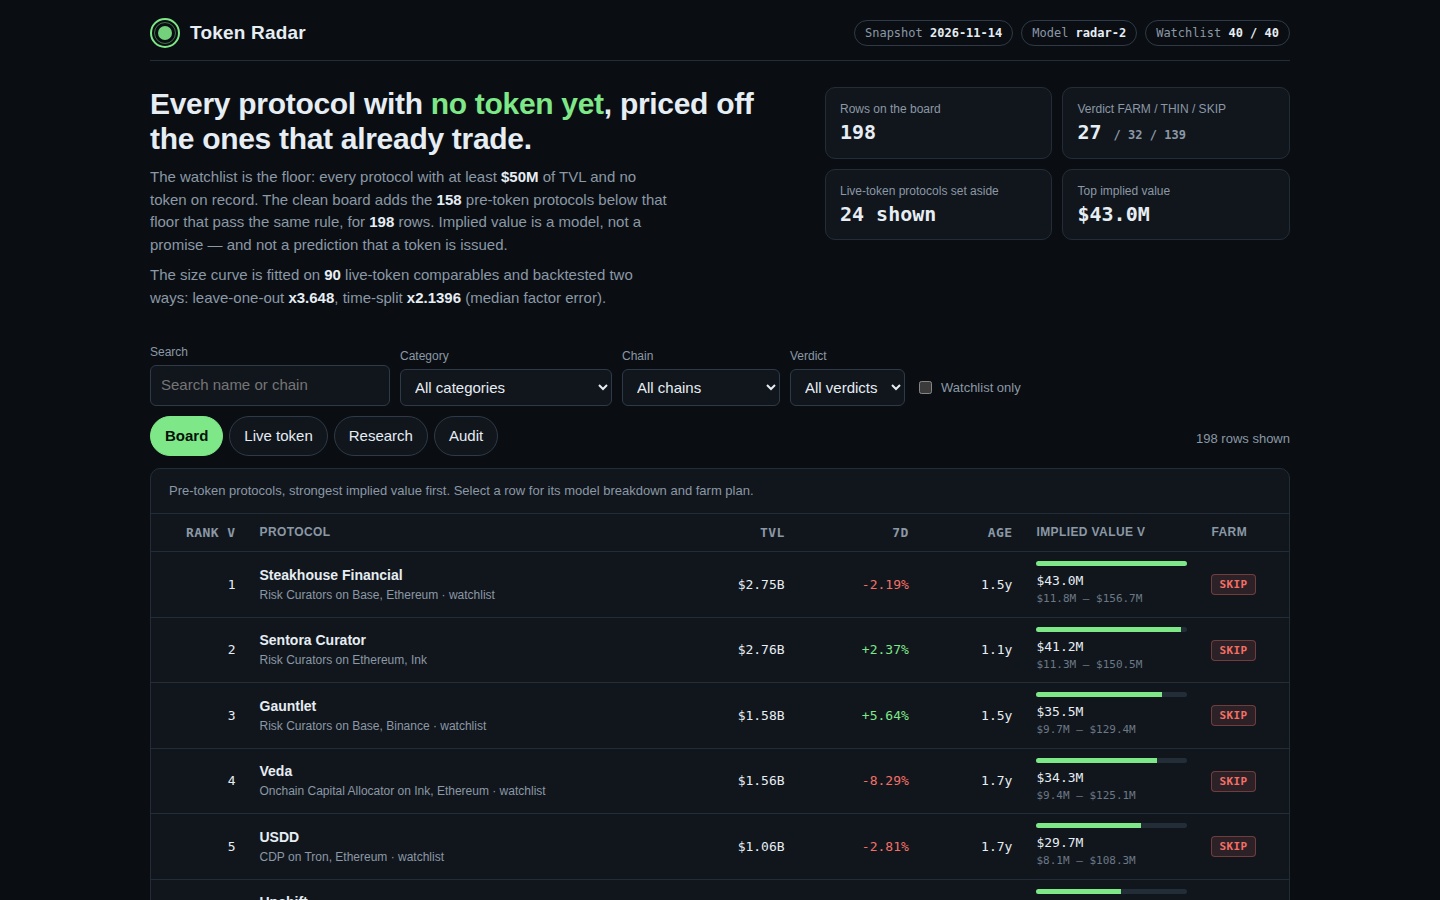 Token Radar
Snapshot 2026-11-14
Model radar-2
Watchlist 40 / 40
Every protocol with no token yet, priced off
the ones that already trade.
The watchlist is the floor: every protocol with at least $50M of TVL and no
token on record. The clean board adds the 158 pre-token protocols below that
floor that pass the same rule, for 198 rows. Implied value is a model, not a
promise — and not a prediction that a token is issued.
The size curve is fitted on 90 live-token comparables and backtested two
ways: leave-one-out x3.648, time-split x2.1396 (median factor error).
Rows on the board
198
Verdict FARM / THIN / SKIP
27 / 32 / 139
Live-token protocols set aside
24 shown
Top implied value
$43.0M
Search
Search name or chain
Category
All categories
Chain
All chains
Verdict
All verdicts
Watchlist only
Board
Live token
Research
Audit
198 rows shown
Pre-token protocols, strongest implied value first. Select a row for its model breakdown and farm plan.
RANK V PROTOCOL TVL 7D AGE IMPLIED VALUE V FARM
1 Steakhouse Financial $2.75B -2.19% 1.5y $43.0M SKIP
Risk Curators on Base, Ethereum · watchlist $11.8M — $156.7M
2 Sentora Curator $2.76B +2.37% 1.1y $41.2M SKIP
Risk Curators on Ethereum, Ink $11.3M — $150.5M
3 Gauntlet $1.58B +5.64% 1.5y $35.5M SKIP
Risk Curators on Base, Binance · watchlist $9.7M — $129.4M
4 Veda $1.56B -8.29% 1.7y $34.3M SKIP
Onchain Capital Allocator on Ink, Ethereum · watchlist $9.4M — $125.1M
5 USDD $1.06B -2.81% 1.7y $29.7M SKIP
CDP on Tron, Ethereum · watchlist $8.1M — $108.3M